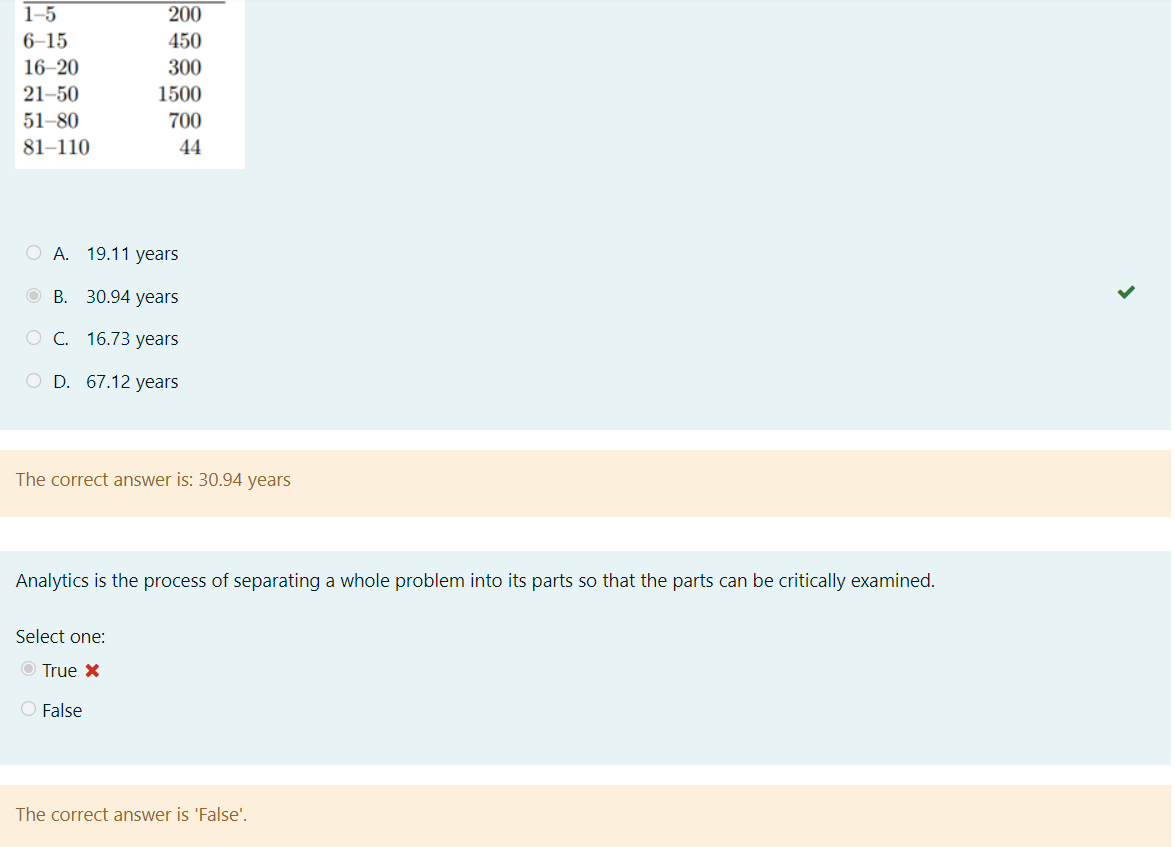 1–5 200
6–15 450
16–20 300
21–50 1500
51–80 700
81–110 44
A. 19.11 years
B. 30.94 years
C. 16.73 years
D. 67.12 years
The correct answer is: 30.94 years
Analytics is the process of separating a whole problem into its parts so that the parts can be critically examined.
Select one:
True
False
The correct answer is 'False'.